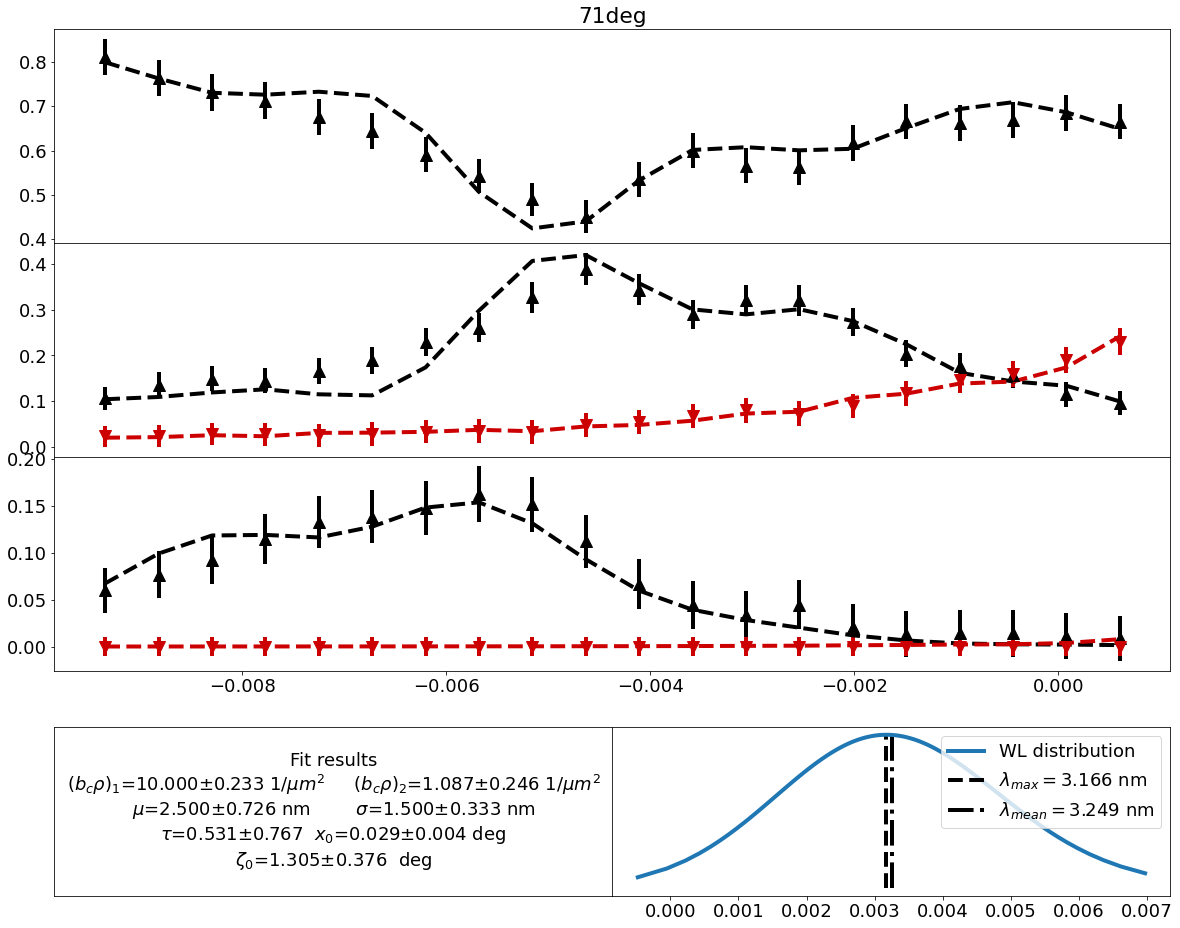 71deg
0.8
0.7
0.6
0.5
0.4
0.4
0.3
0.2
0.1
0.0
0.20
0.15
0.10
0.05
0.00
−0.008 −0.006 −0.004 −0.002 0.000
Fit results
(b_cρ)_1=10.000±0.233 1/μm^2 (b_cρ)_2=1.087±0.246 1/μm^2
μ=2.500±0.726 nm σ=1.500±0.333 nm
τ=0.531±0.767 x_0=0.029±0.004 deg
ζ_0=1.305±0.376 deg
WL distribution
λ_max = 3.166 nm
λ_mean = 3.249 nm
0.000 0.001 0.002 0.003 0.004 0.005 0.006 0.007